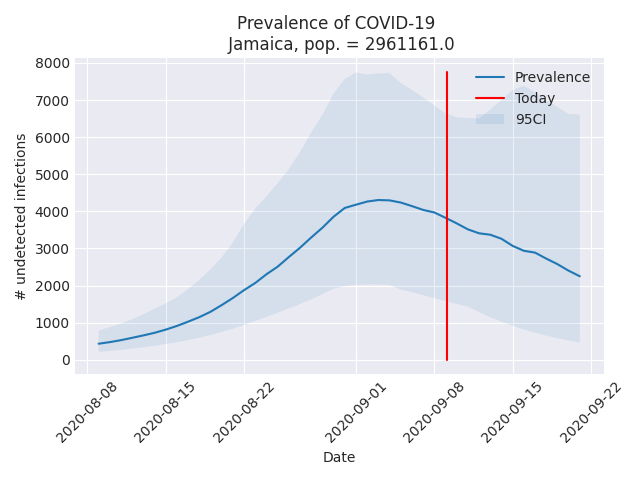 Prevalence of COVID-19
Jamaica, pop. = 2961161.0
8000
7000
6000
5000
4000
3000
2000
1000
0
# undetected infections
Prevalence
Today
95CI
2020-08-08
2020-08-15
2020-08-22
2020-09-01
2020-09-08
2020-09-15
2020-09-22
Date